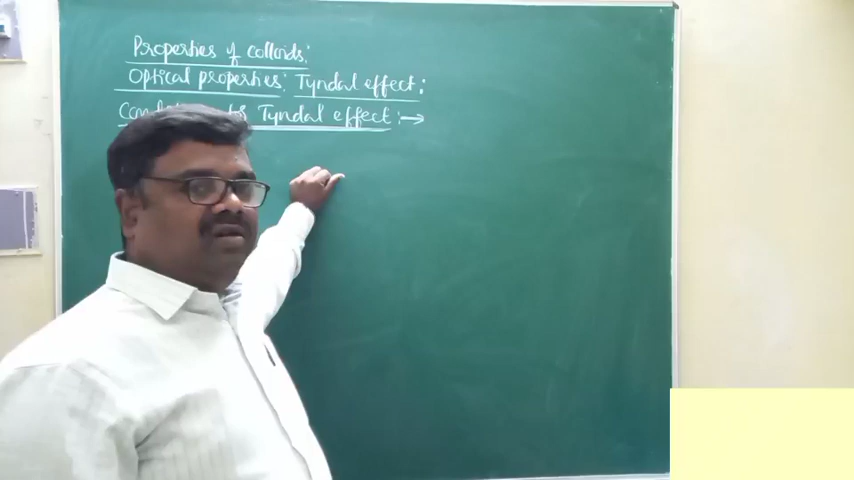 Properties of colloids:
Optical properties: Tyndal effect:
Tyndal effect :→